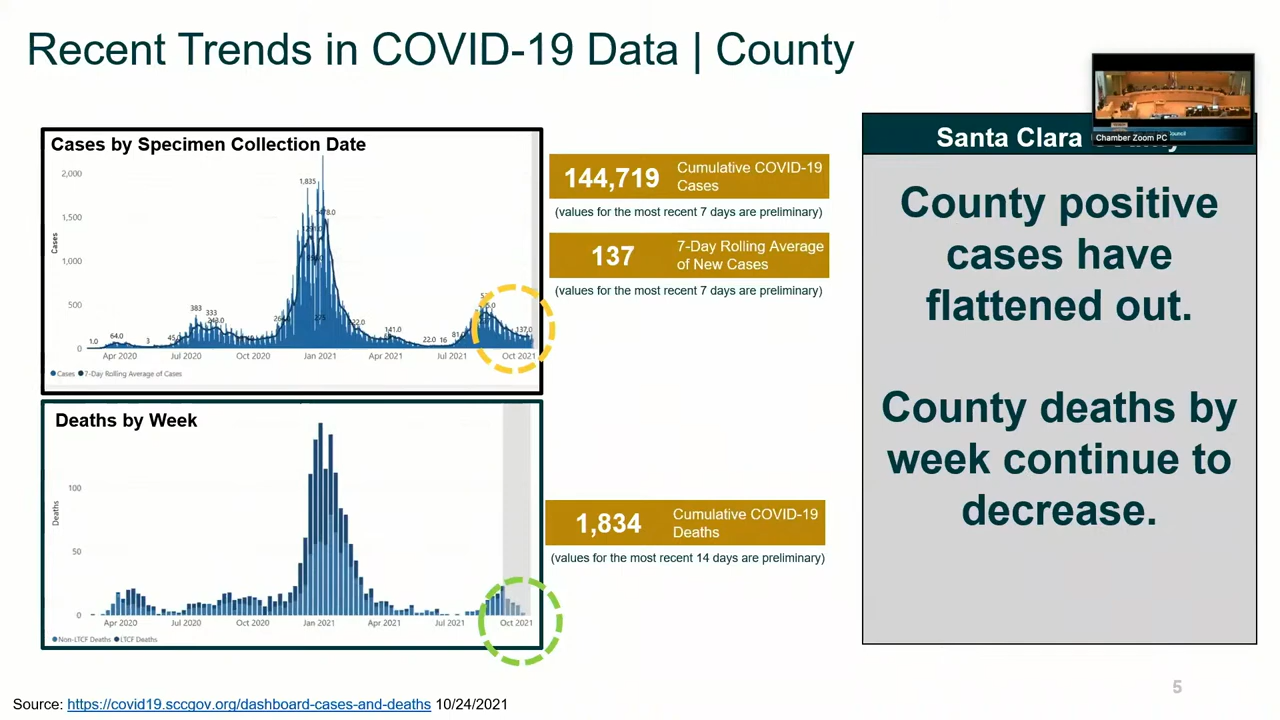 Recent Trends in COVID-19 Data | County
Chamber Zoom PC
Council
Cases by Specimen Collection Date
2,000
1,500
1,000
500
0
Cases
1,835
383
333
64.0
1.0
3
141.0
22.0 16
137.0
Apr 2020
Jul 2020
Oct 2020
Jan 2021
Apr 2021
Jul 2021
Oct 2021
Cases
7-Day Rolling Average of Cases
144,719
Cumulative COVID-19
Cases
(values for the most recent 7 days are preliminary)
137
7-Day Rolling Average
of New Cases
(values for the most recent 7 days are preliminary)
Deaths by Week
100
50
0
Deaths
Apr 2020
Jul 2020
Oct 2020
Jan 2021
Apr 2021
Jul 2021
Oct 2021
Non-LTCF Deaths
LTCF Deaths
1,834
Cumulative COVID-19
Deaths
(values for the most recent 14 days are preliminary)
Santa Clara
County positive
cases have
flattened out.
County deaths by
week continue to
decrease.
5
Source: https://covid19.sccgov.org/dashboard-cases-and-deaths 10/24/2021